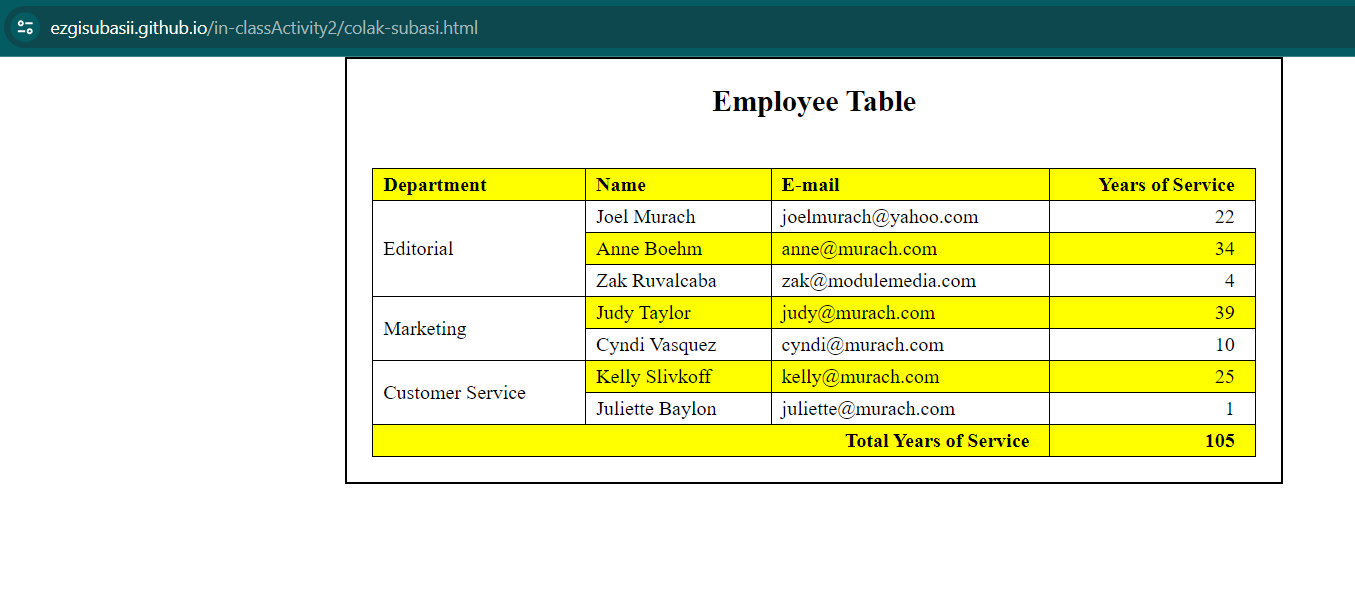 ezgisubasii.github.io/in-classActivity2/colak-subasi.html
Employee Table
Department Name E-mail Years of Service
Editorial Joel Murach joelmurach@yahoo.com 22
Anne Boehm anne@murach.com 34
Zak Ruvalcaba zak@modulemedia.com 4
Marketing Judy Taylor judy@murach.com 39
Cyndi Vasquez cyndi@murach.com 10
Customer Service Kelly Slivkoff kelly@murach.com 25
Juliette Baylon juliette@murach.com 1
Total Years of Service 105